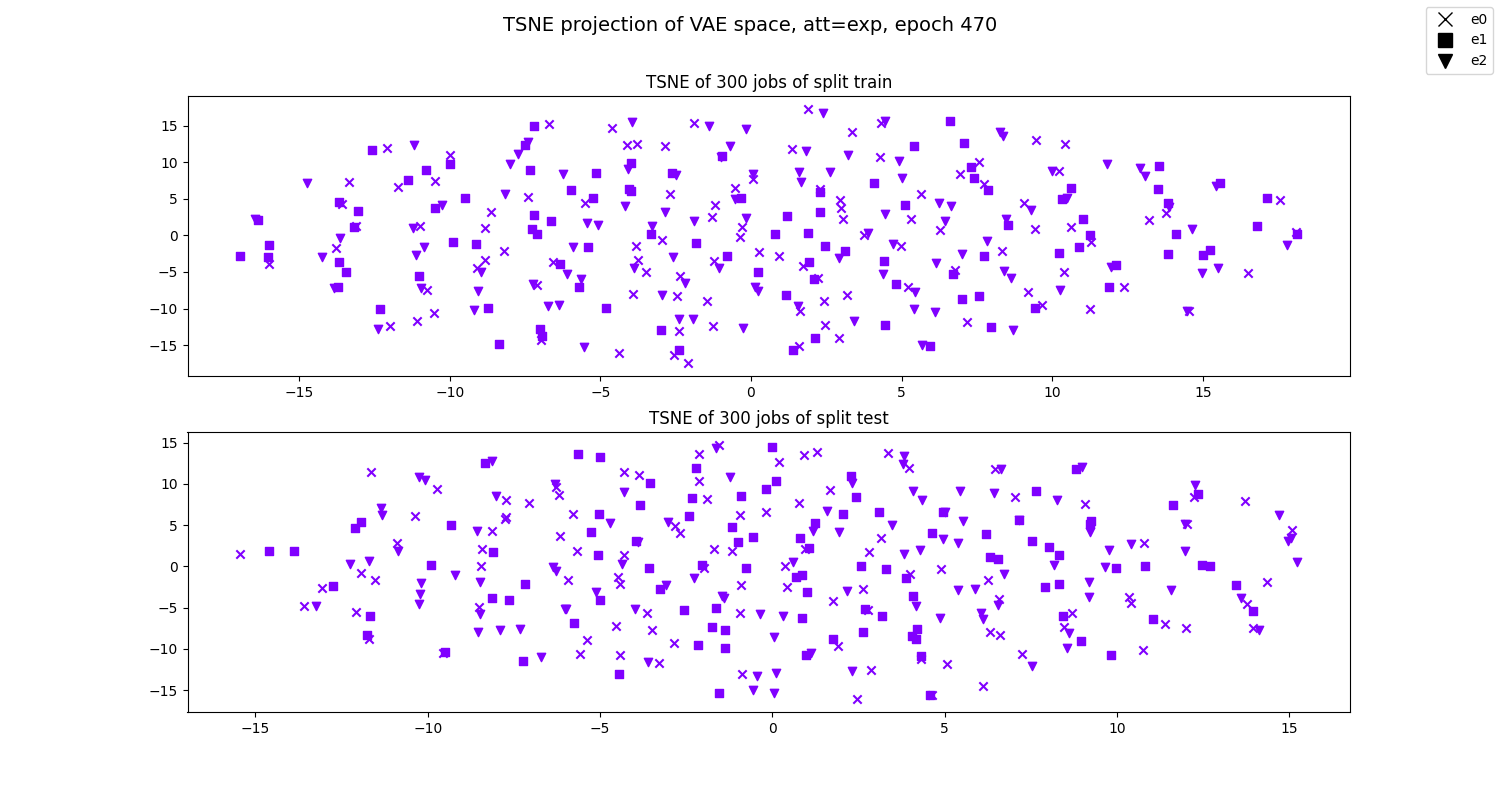 TSNE projection of VAE space, att=exp, epoch 470
e0
e1
e2
TSNE of 300 jobs of split train
15
10
5
0
−5
−10
−15
−15 −10 −5 0 5 10 15
TSNE of 300 jobs of split test
15
10
5
0
−5
−10
−15
−15 −10 −5 0 5 10 15